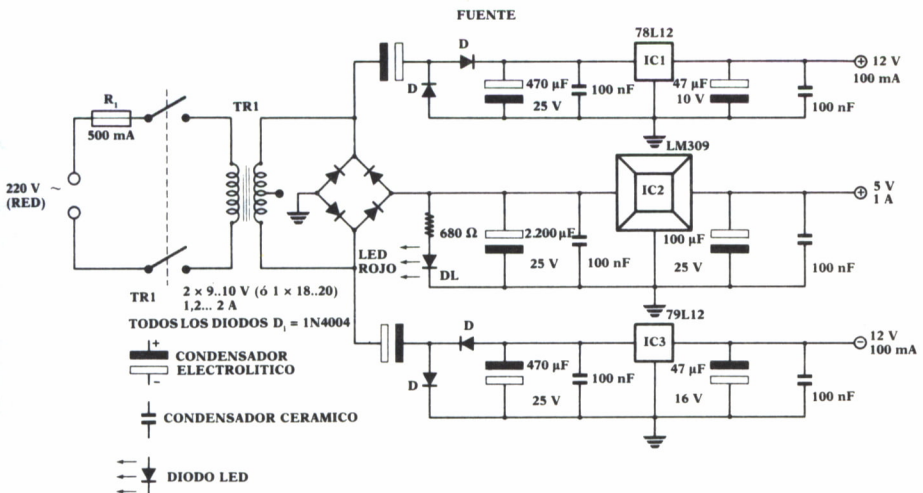 FUENTE
78L12
D
IC1
+ 12 V
100 mA
D
470 µF
25 V
100 nF
47 µF
10 V
100 nF
R₁
500 mA
TR1
LM309
220 V ~
(RED)
IC2
+ 5 V
1 A
680 Ω
LED
ROJO
DL
2.200 µF
25 V
100 nF
100 µF
25 V
100 nF
TR1
2 × 9..10 V (ó 1 × 18..20)
1,2... 2 A
TODOS LOS DIODOS D₁ = 1N4004
79L12
D
IC3
− 12 V
100 mA
D
470 µF
25 V
100 nF
47 µF
16 V
100 nF
+
CONDENSADOR
ELECTROLITICO
−
CONDENSADOR CERAMICO
DIODO LED